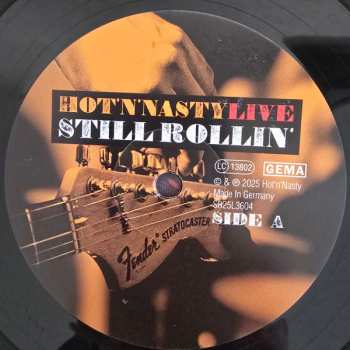 HOT'N'NASTY LIVE
STILL ROLLIN'
LC 13802 GEMA
© & ℗ 2025 Hot'n'Nasty
Made In Germany
SR25L3604
SIDE A
Fender STRATOCASTER